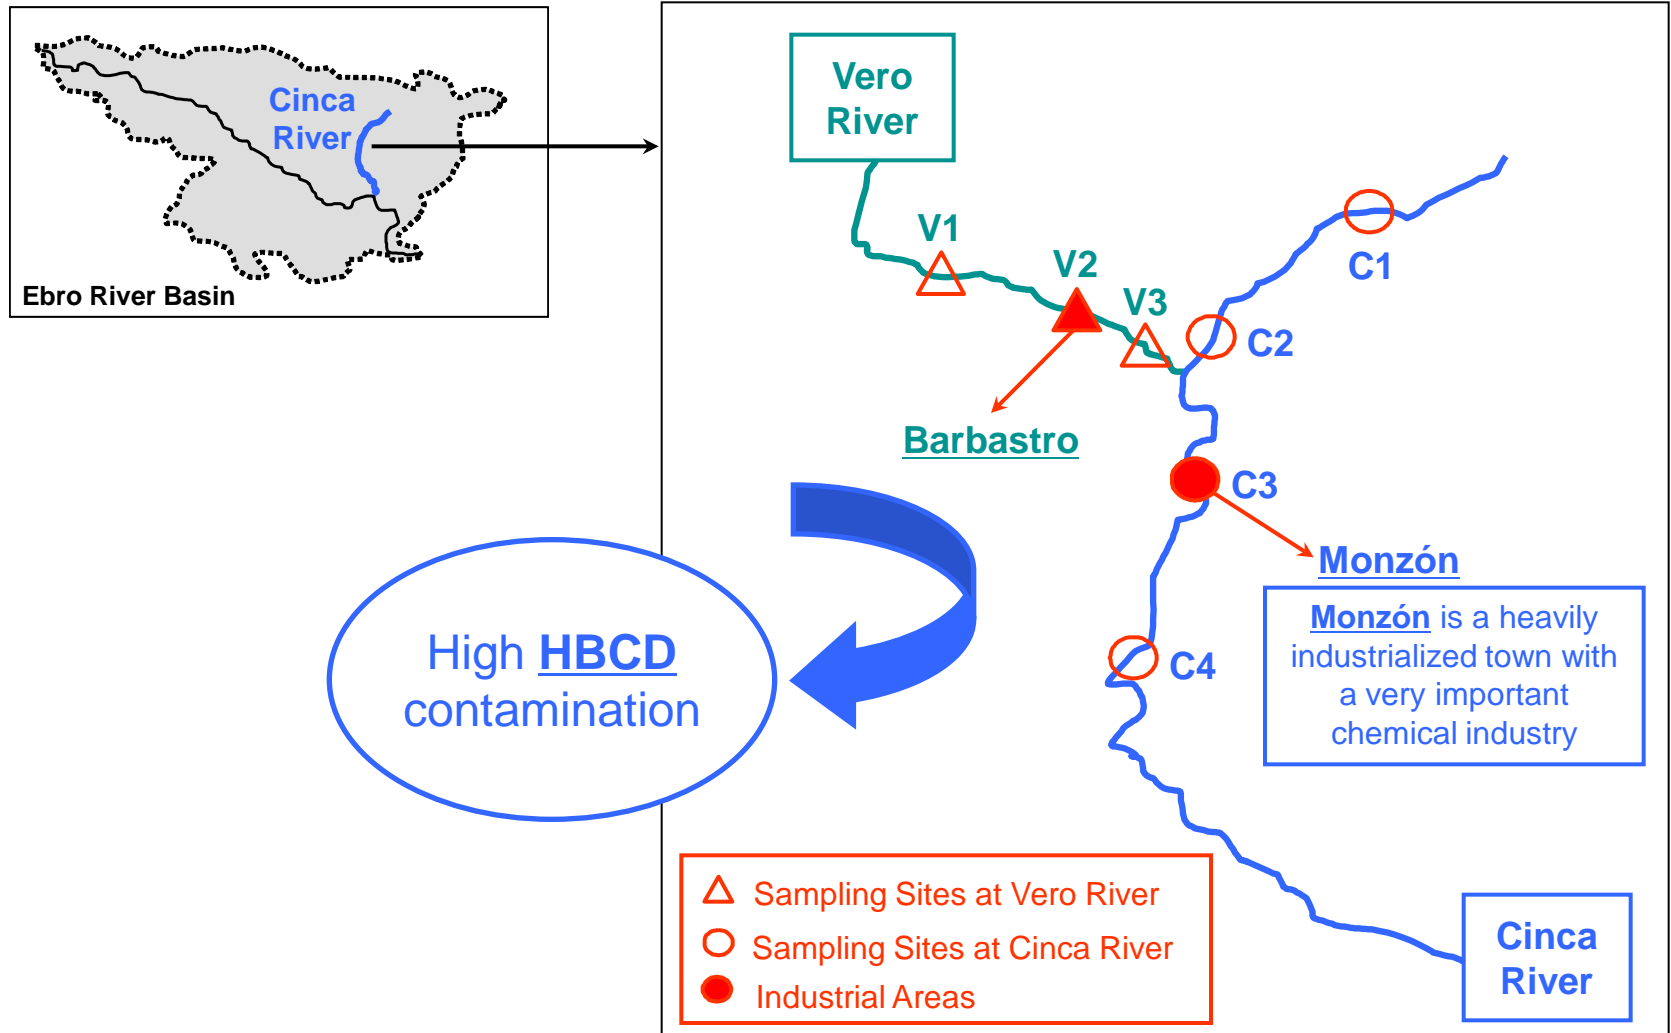 Cinca
River
Ebro River Basin
Vero
River
V1
V2
V3
C1
C2
Barbastro
C3
Monzón
Monzón is a heavily
industrialized town with
a very important
chemical industry
High HBCD
contamination
C4
Sampling Sites at Vero River
Sampling Sites at Cinca River
Industrial Areas
Cinca
River